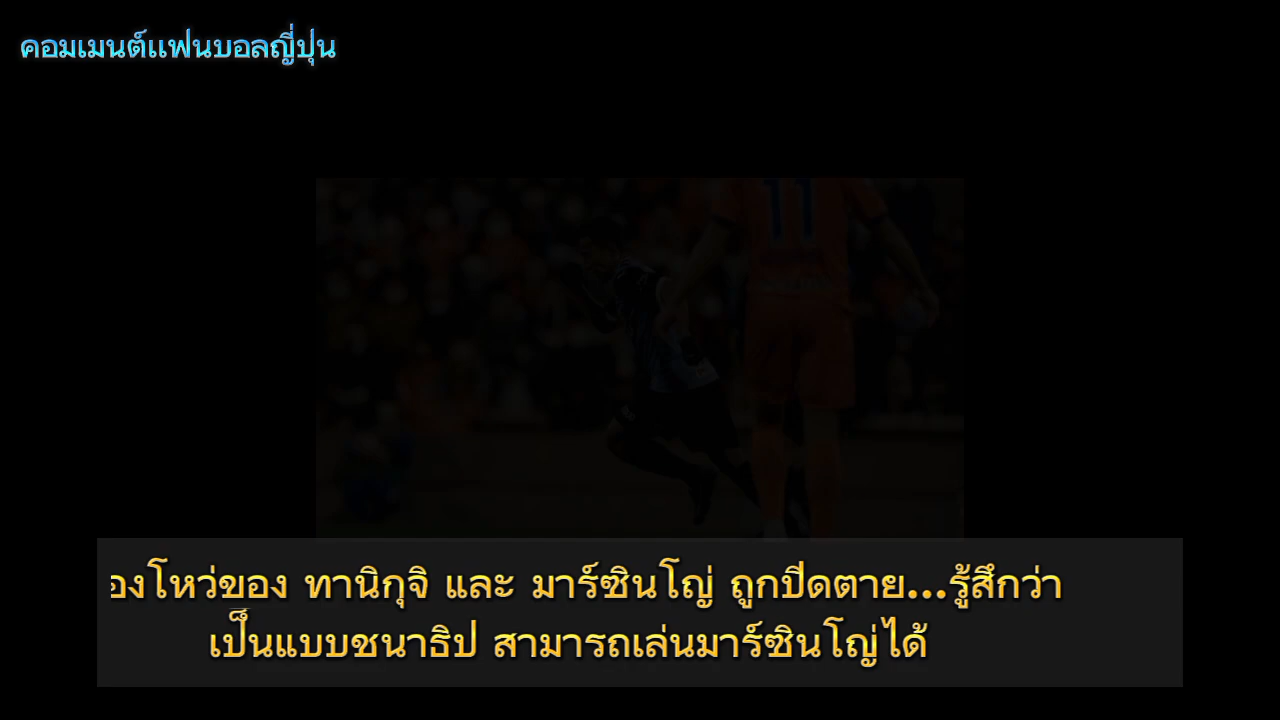 คอมเมนต์แฟนบอลญี่ปุ่น
องโหว่ของ ทานิกุจิ และ มาร์ซินโญ่ ถูกปีดตาย...รู้สึกว่า
เป็นแบบชนาธิป สามารถเล่นมาร์ซินโญ่ได้